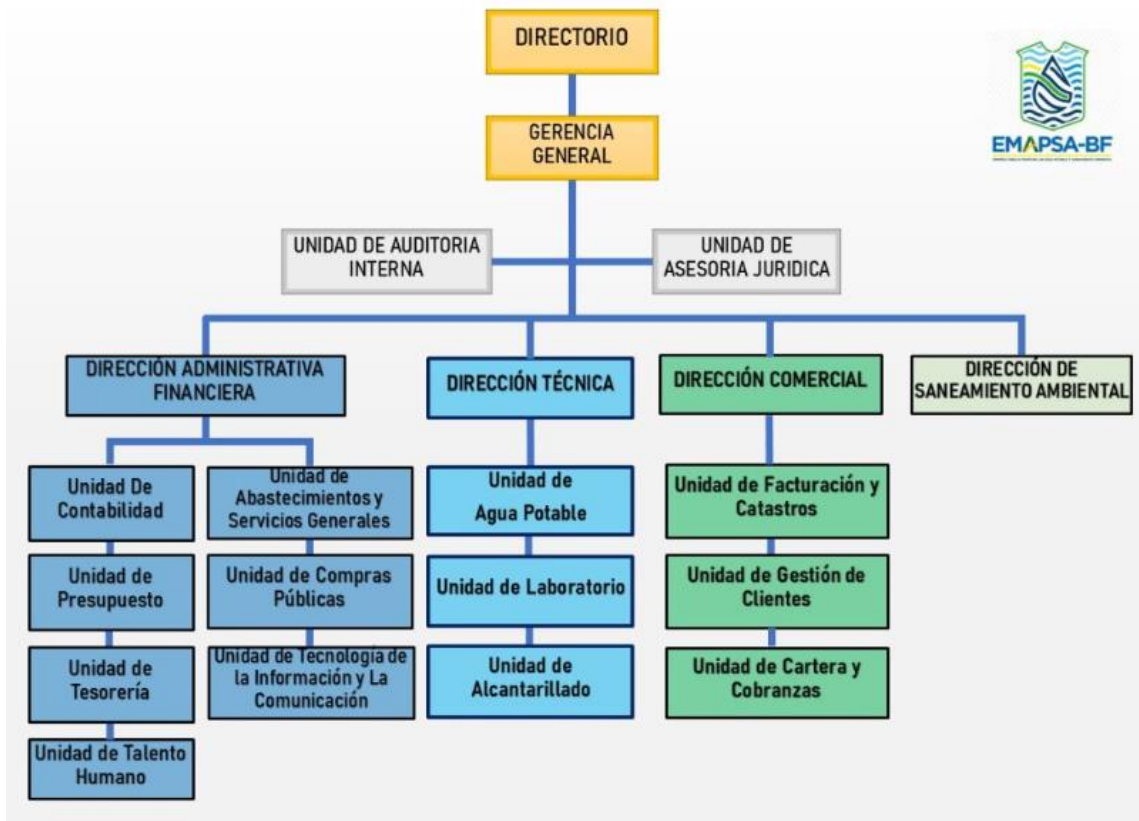 DIRECTORIO
GERENCIA
GENERAL
EMAPSA-BF
UNIDAD DE AUDITORIA
INTERNA
UNIDAD DE
ASESORIA JURIDICA
DIRECCIÓN ADMINISTRATIVA
FINANCIERA
DIRECCIÓN TÉCNICA
DIRECCIÓN COMERCIAL
DIRECCIÓN DE
SANEAMIENTO AMBIENTAL
Unidad De
Contabilidad
Unidad de
Abastecimientos y
Servicios Generales
Unidad de
Agua Potable
Unidad de Facturación y
Catastros
Unidad de
Presupuesto
Unidad de Compras
Públicas
Unidad de Laboratorio
Unidad de Gestión de
Clientes
Unidad de
Tesorería
Unidad de Tecnología de
la Información y La
Comunicación
Unidad de
Alcantarillado
Unidad de Cartera y
Cobranzas
Unidad de Talento
Humano